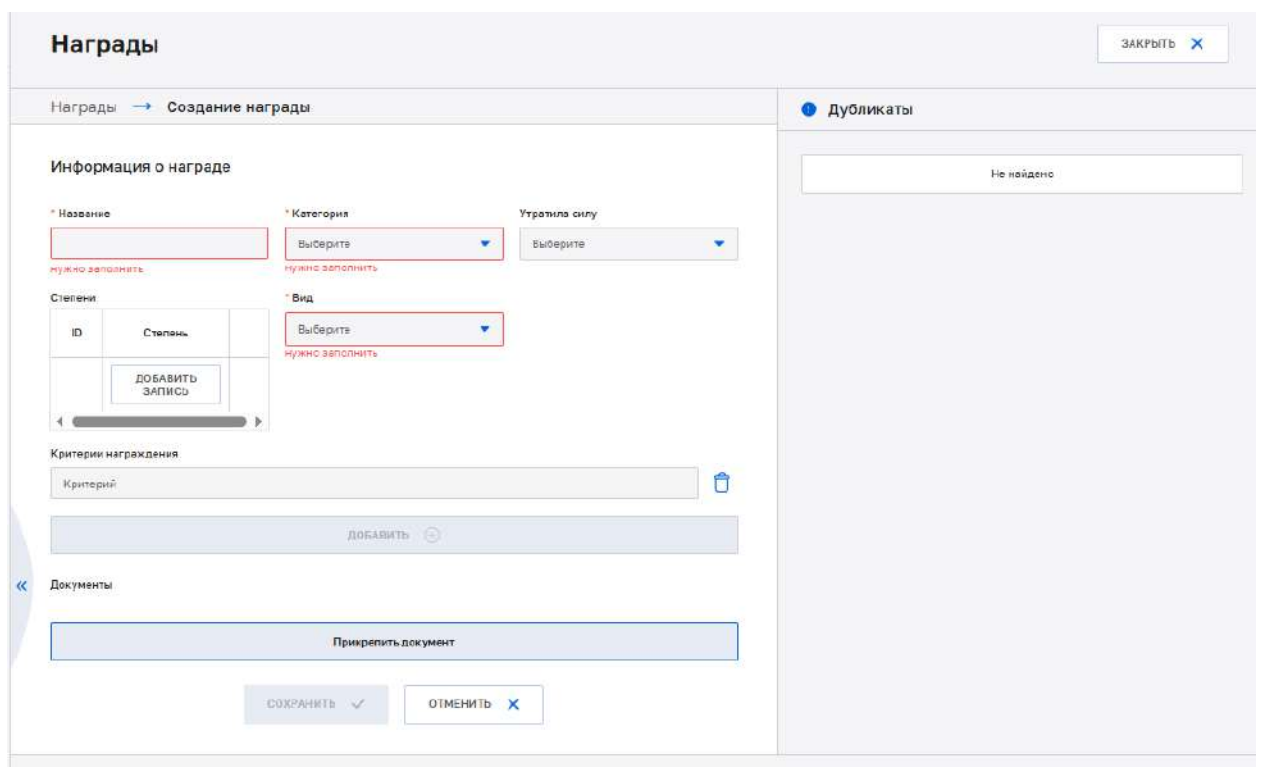 Награды
ЗАКРЫТЬ
Награды → Создание награды
Дубликаты
Информация о награде
Не найдено
* Название
* Категория
Утратила силу
Выберите
Выберите
нужно заполнить
нужно заполнить
Степени
* Вид
ID
Степень
Выберите
нужно заполнить
ДОБАВИТЬ
ЗАПИСЬ
Критерии награждения
Критерий
ДОБАВИТЬ
Документы
Прикрепить документ
СОХРАНИТЬ
ОТМЕНИТЬ